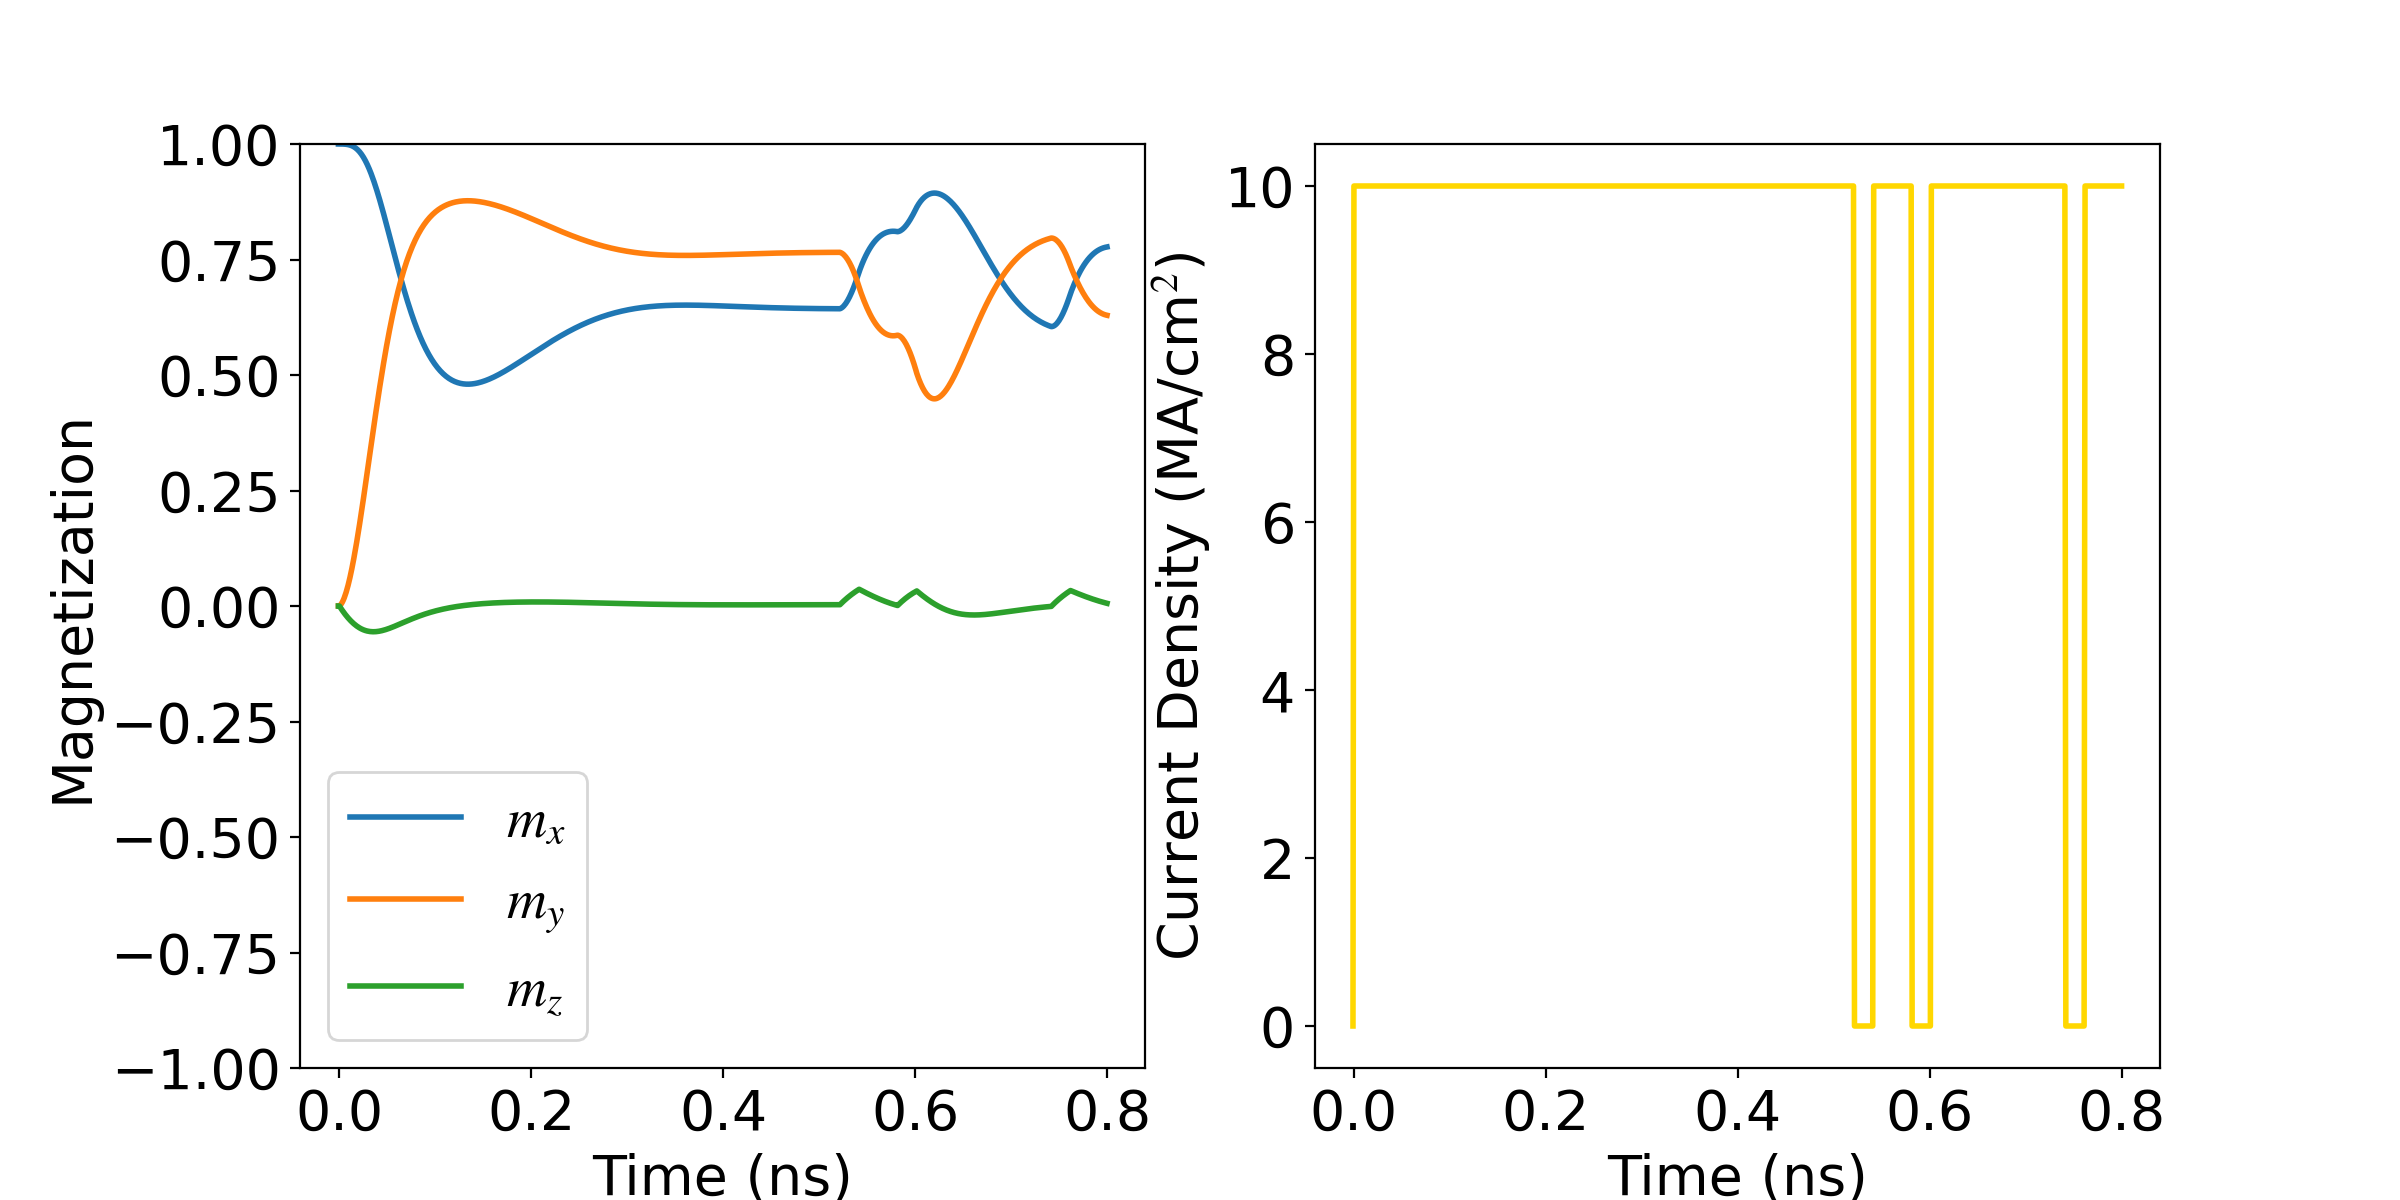 1.00
0.75
0.50
0.25
0.00
−0.25
−0.50
−0.75
−1.00
Magnetization
m_x
m_y
m_z
0.0 0.2 0.4 0.6 0.8
Time (ns)
10
8
6
4
2
0
Current Density (MA/cm²)
0.0 0.2 0.4 0.6 0.8
Time (ns)